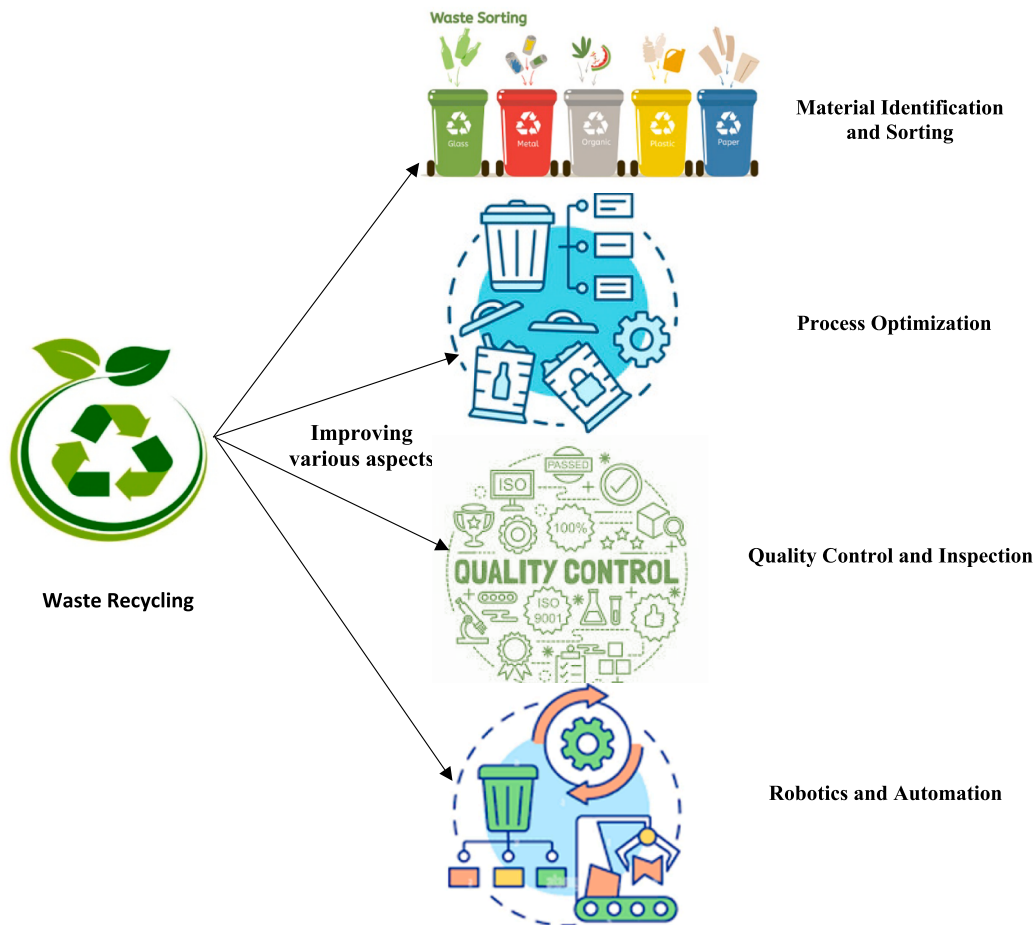 Waste Sorting
Glass
Metal
Organic
Plastic
Paper
Material Identification
and Sorting
Process Optimization
Improving
various aspects
Waste Recycling
PASSED
ISO
100%
QUALITY CONTROL
ISO
9001
Quality Control and Inspection
Robotics and Automation